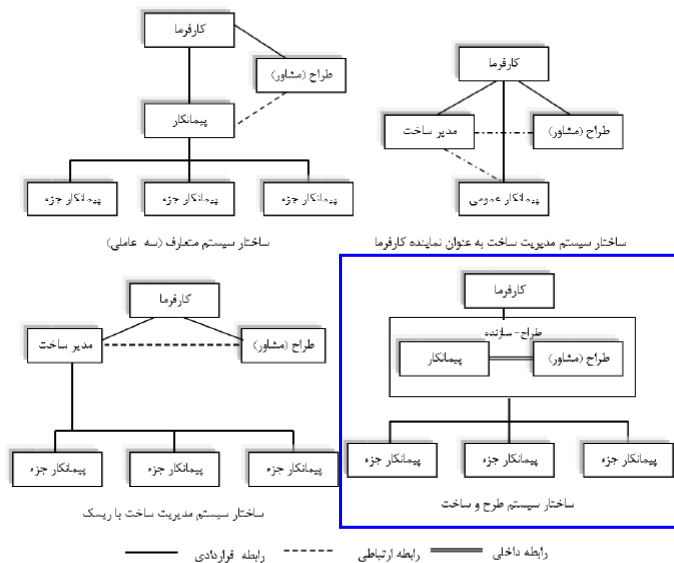 کارفرما
طراح (مشاور)
پیمانکار
پیمانکار جزء
پیمانکار جزء
پیمانکار جزء
ساختار سیستم متعارف (سه عاملی)
کارفرما
مدیر ساخت
طراح (مشاور)
پیمانکار عمومی
ساختار سیستم مدیریت ساخت به عنوان نماینده کارفرما
کارفرما
مدیر ساخت
طراح (مشاور)
پیمانکار جزء
پیمانکار جزء
پیمانکار جزء
ساختار سیستم مدیریت ساخت با ریسک
کارفرما
طراح-سازنده
پیمانکار
طراح (مشاور)
پیمانکار جزء
پیمانکار جزء
پیمانکار جزء
ساختار سیستم طرح و ساخت
رابطه داخلی
رابطه ارتباطی
رابطه قراردادی